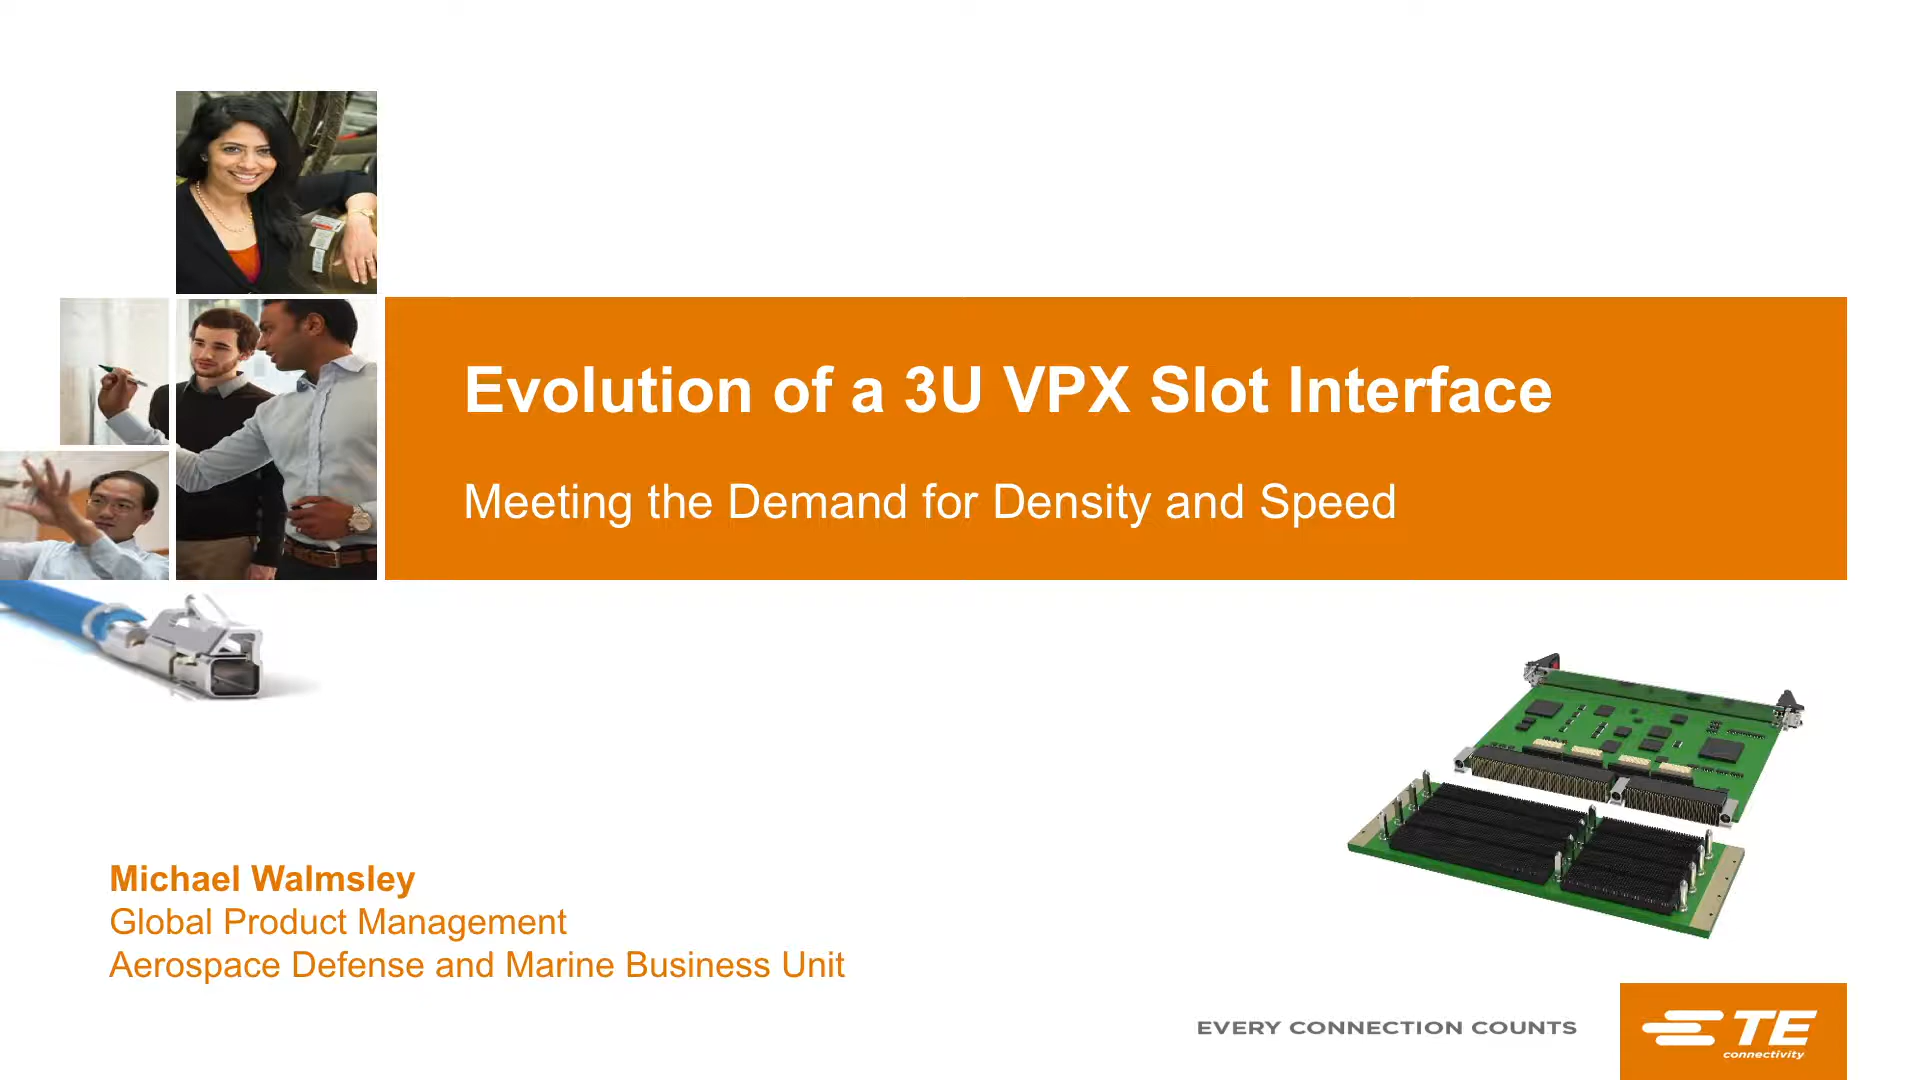 Evolution of a 3U VPX Slot Interface
Meeting the Demand for Density and Speed
Michael Walmsley
Global Product Management
Aerospace Defense and Marine Business Unit
EVERY CONNECTION COUNTS
TE
connectivity